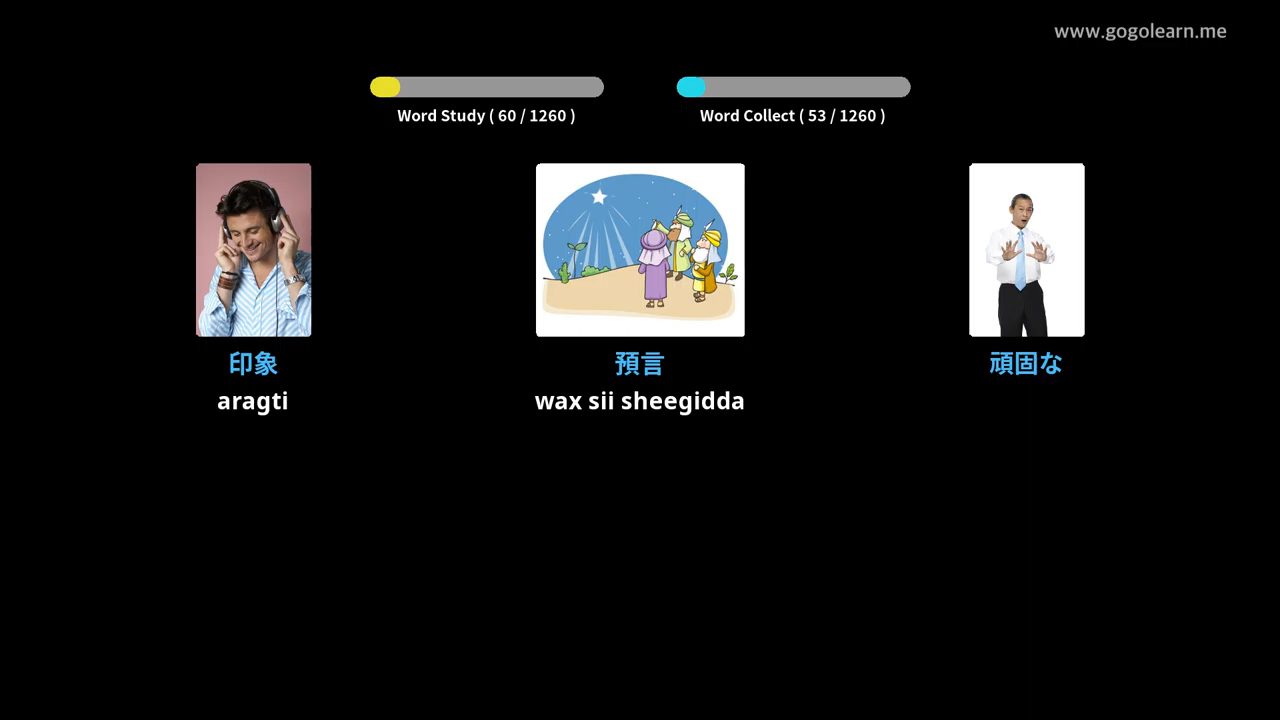 www.gogolearn.me
Word Study ( 60 / 1260 )
Word Collect ( 53 / 1260 )
印象
預言
頑固な
aragti
wax sii sheegidda